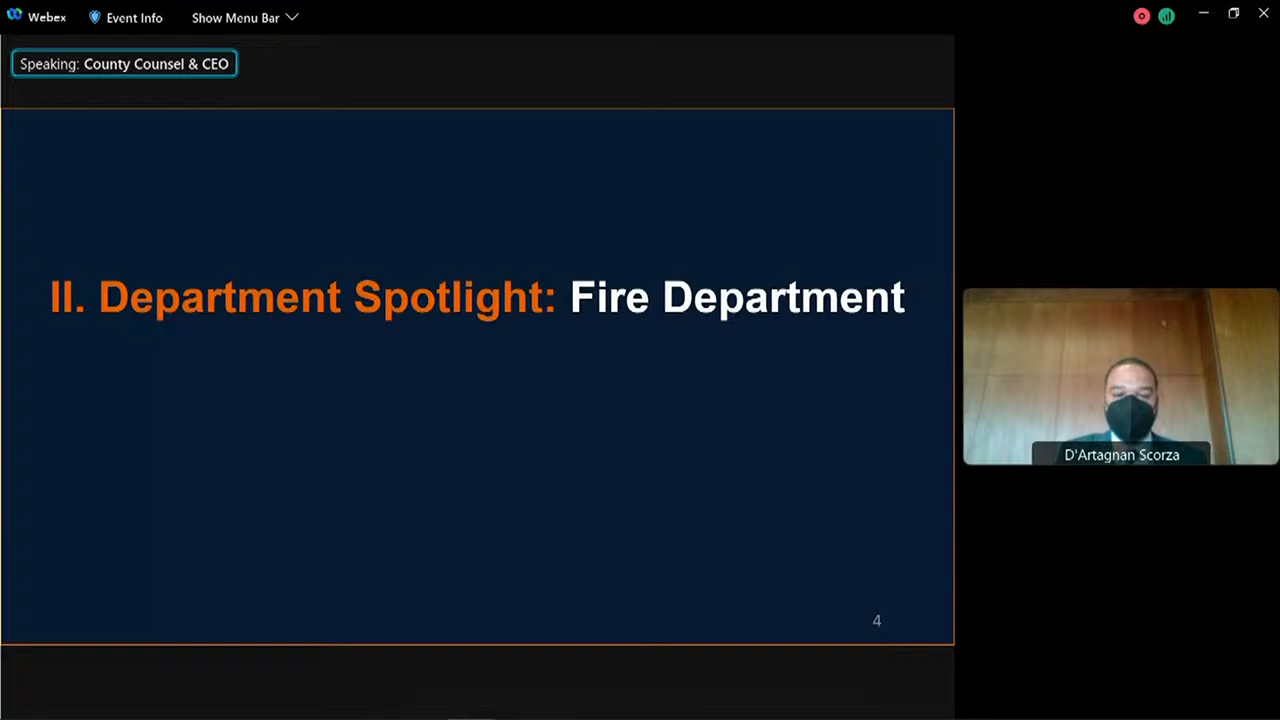 Webex
Event Info
Show Menu Bar
Speaking: County Counsel & CEO
II. Department Spotlight: Fire Department
D'Artagnan Scorza
4